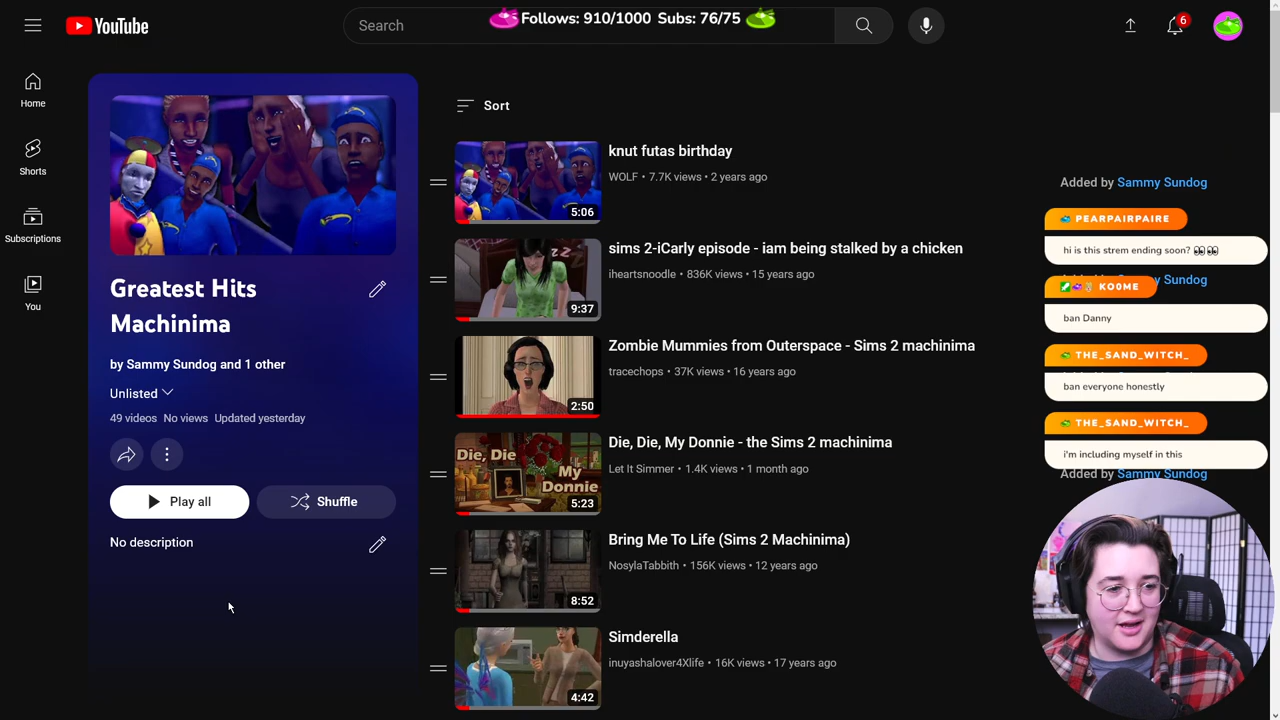 YouTube
Search
Follows: 910/1000 Subs: 76/75
6
Home
Shorts
Subscriptions
You
Greatest Hits
Machinima
by Sammy Sundog and 1 other
Unlisted
49 videos No views Updated yesterday
Play all
Shuffle
No description
Sort
knut futas birthday
WOLF • 7.7K views • 2 years ago
5:06
sims 2-iCarly episode - iam being stalked by a chicken
iheartsnoodle • 836K views • 15 years ago
9:37
Zombie Mummies from Outerspace - Sims 2 machinima
tracechops • 37K views • 16 years ago
2:50
Die, Die, My Donnie - the Sims 2 machinima
Let It Simmer • 1.4K views • 1 month ago
Die, Die
My
Donnie
5:23
Bring Me To Life (Sims 2 Machinima)
NosylaTabbith • 156K views • 12 years ago
8:52
Simderella
inuyashalover4Xlife • 16K views • 17 years ago
4:42
Added by Sammy Sundog
PEARPAIRPAIRE
hi is this strem ending soon? 👀👀
Sundog
KO0ME
ban Danny
THE_SAND_WITCH_
ban everyone honestly
THE_SAND_WITCH_
i'm including myself in this
Added by Sammy Sundog